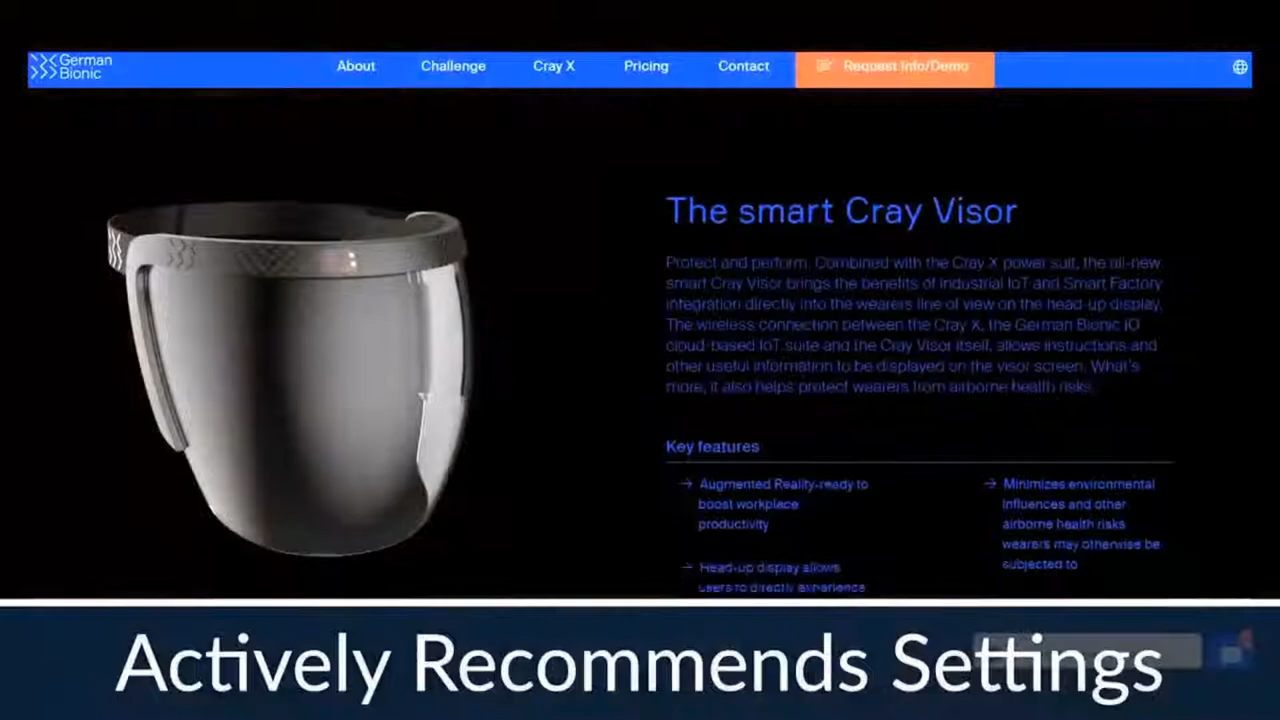 German
Bionic
About Challenge Cray X Pricing Contact Request Info/Demo
The smart Cray Visor
Protect and perform. Combined with the Cray X power suit, the all-new
smart Cray Visor brings the benefits of industrial IoT and Smart Factory
integration directly into the wearers line of view on the head-up display.
The wireless connection between the Cray X, the German Bionic IO
cloud-based IoT suite and the Cray Visor itself, allows instructions and
other useful information to be displayed on the visor screen. What's
more, it also helps protect wearers from airborne health risks.
Key features
→ Augmented Reality-ready to
boost workplace
productivity
→ Head-up display allows
users to directly experience
→ Minimizes environmental
influences and other
airborne health risks
wearers may otherwise be
subjected to
Actively Recommends Settings